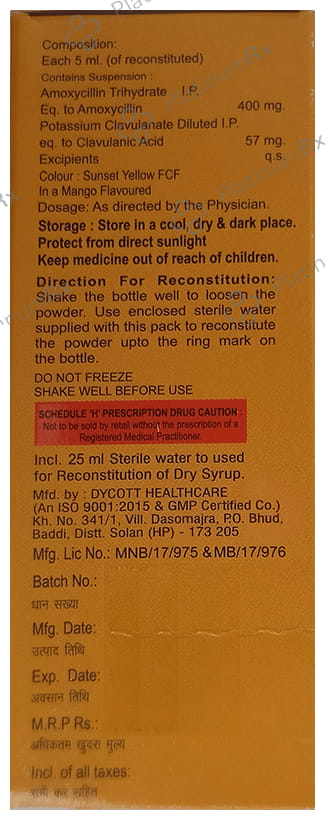 Composition:
Each 5 ml. (of reconstituted)
Contains Suspension :
Amoxycillin Trihydrate I.P.
Eq. to Amoxycillin 400 mg.
Potassium Clavulanate Diluted I.P.
eq. to Clavulanic Acid 57 mg.
Excipients q.s.
Colour : Sunset Yellow FCF
In a Mango Flavoured
Dosage: As directed by the Physician.
Storage : Store in a cool, dry & dark place.
Protect from direct sunlight
Keep medicine out of reach of children.
Direction For Reconstitution:
Shake the bottle well to loosen the
powder. Use enclosed sterile water
supplied with this pack to reconstitute
the powder upto the ring mark on
the bottle.
DO NOT FREEZE
SHAKE WELL BEFORE USE
SCHEDULE 'H' PRESCRIPTION DRUG CAUTION :
Not to be sold by retail without the prescription of a
Registered Medical Practitioner.
Incl. 25 ml Sterile water to used
for Reconstitution of Dry Syrup.
Mfd. by : DYCOTT HEALTHCARE
(An ISO 9001:2015 & GMP Certified Co.)
Kh. No. 341/1, Vill. Dasomajra, P.O. Bhud,
Baddi, Distt. Solan (HP) - 173 205
Mfg. Lic No.: MNB/17/975 & MB/17/976
Batch No.:
धान सख्या
Mfg. Date:
उत्पाद तिथि
Exp. Date:
अवसान तिथि
M.R.P Rs.:
अधिकतम खुदरा मुल्य
Incl. of all taxes:
सभी कर सहित